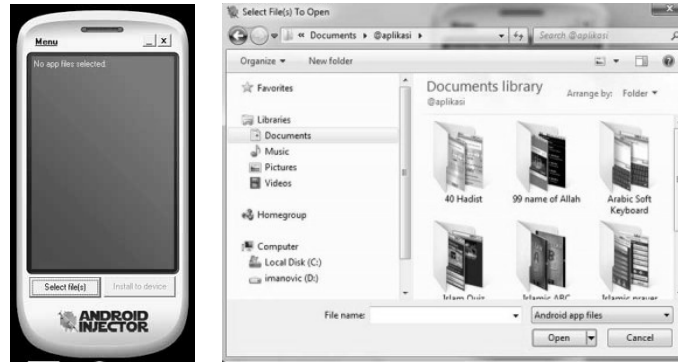 Menu
_ x
No app files selected.
Select file(s)
Install to device
ANDROID
INJECTOR
Select File(s) To Open
« Documents ▸ @aplikasi ▸
Search @aplikasi
Organize ▾
New folder
Favorites
Libraries
Documents
Music
Pictures
Videos
Homegroup
Computer
Local Disk (C:)
imanovic (D:)
Documents library
@aplikasi
Arrange by: Folder ▾
40 Hadist
99 name of Allah
Arabic Soft
Keyboard
Islam Quiz
Islamic ABC
Islamic prayer
File name:
Android app files
Open
Cancel